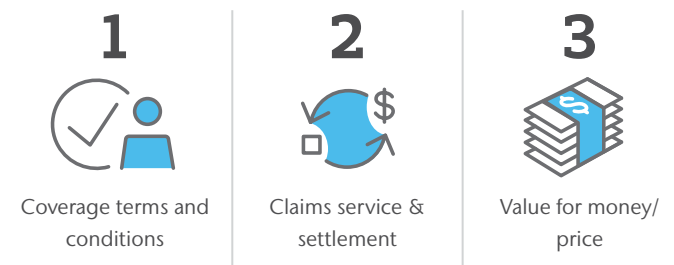 1
Coverage terms and
conditions
2
$
Claims service &
settlement
3
$
Value for money/
price